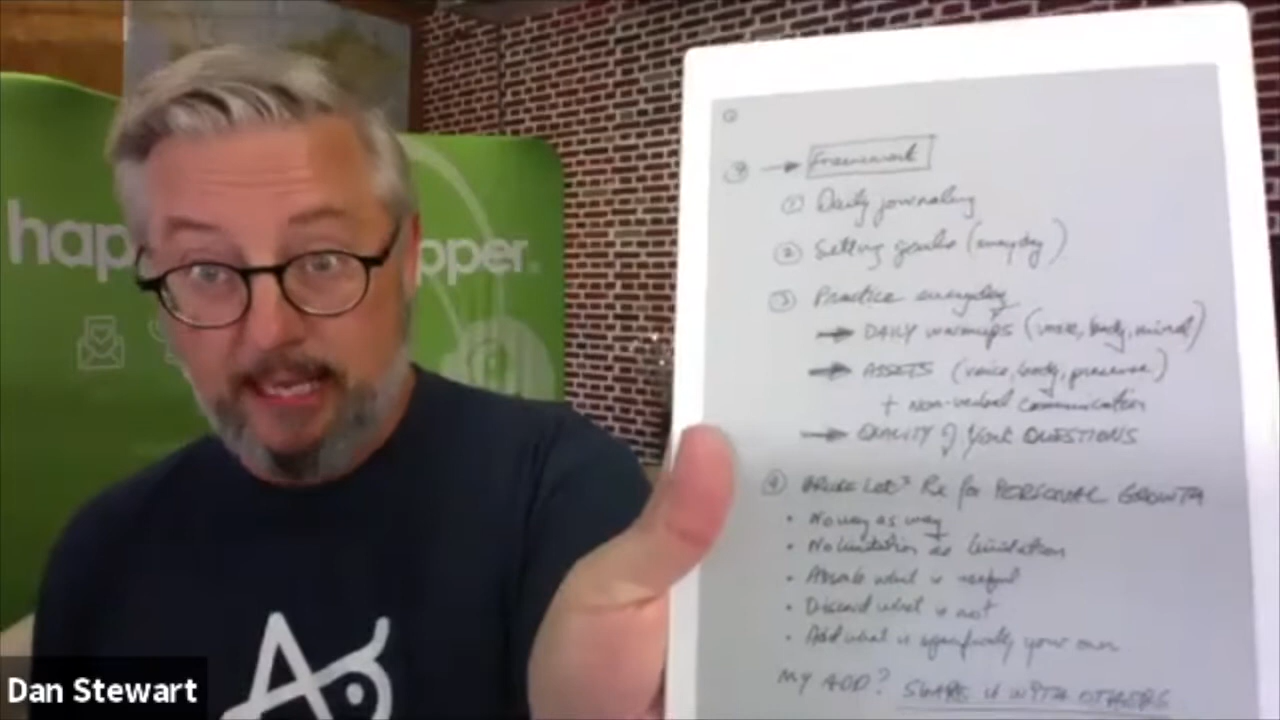 hap
pper.
Framework
① Daily journaling
② Setting goals (everyday)
③ Practice everyday
→ DAILY warmups (voice, body, mind)
→ ASSETS (voice, body, presence)
+ Non-verbal communication
→ QUALITY of your QUESTIONS
④ BRUCE LEE's Rx for PERSONAL GROWTH
• No way as way
• No limitation as limitation
• Absorb what is useful
• Discard what is not
• Add what is specifically your own
MY ADD? SHARE it WITH OTHERS
Dan Stewart